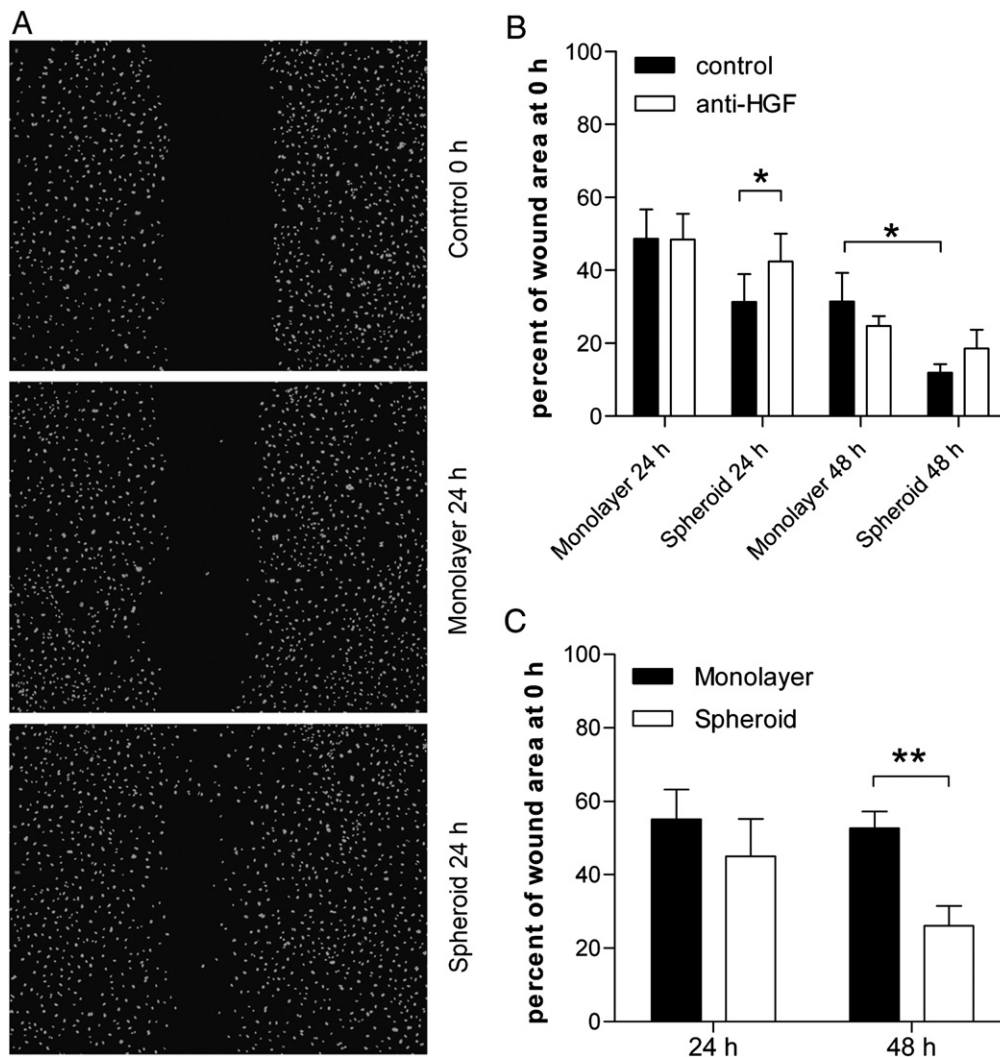 A
Control 0 h
Monolayer 24 h
Spheroid 24 h
B
percent of wound area at 0 h
100
80
60
40
20
0
control
anti-HGF
*
*
Monolayer 24 h
Spheroid 24 h
Monolayer 48 h
Spheroid 48 h
C
percent of wound area at 0 h
100
80
60
40
20
0
Monolayer
Spheroid
**
24 h
48 h